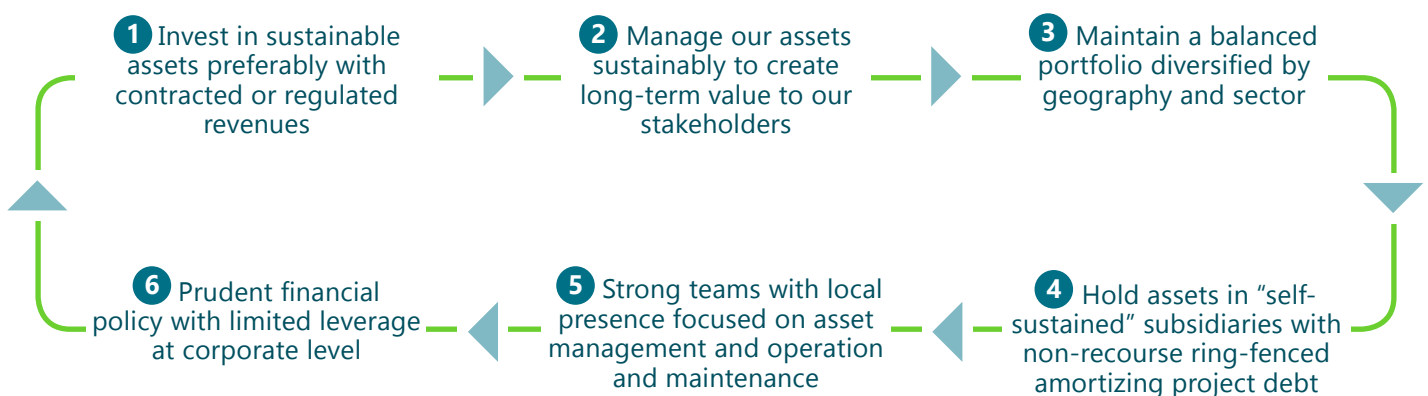 1 Invest in sustainable
assets preferably with
contracted or regulated
revenues
2 Manage our assets
sustainably to create
long-term value to our
stakeholders
3 Maintain a balanced
portfolio diversified by
geography and sector
4 Hold assets in “self-
sustained” subsidiaries with
non-recourse ring-fenced
amortizing project debt
5 Strong teams with local
presence focused on asset
management and operation
and maintenance
6 Prudent financial
policy with limited leverage
at corporate level